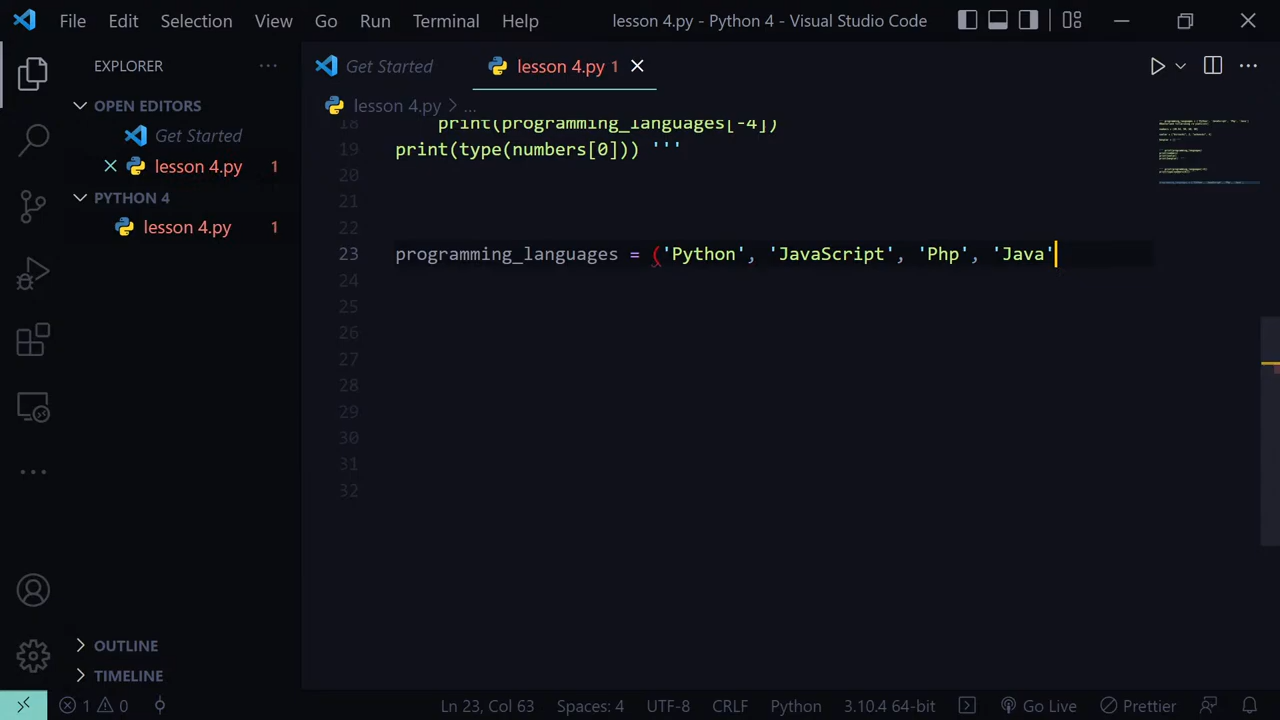 File Edit Selection View Go Run Terminal Help lesson 4.py - Python 4 - Visual Studio Code
EXPLORER
Get Started lesson 4.py 1
OPEN EDITORS
Get Started
lesson 4.py 1
PYTHON 4
lesson 4.py 1
OUTLINE
TIMELINE
lesson 4.py > ...
18 print(programming_languages[-4])
19 print(type(numbers[0])) '''
20
21
22
23 programming_languages = ('Python', 'JavaScript', 'Php', 'Java'
24
25
26
27
28
29
30
31
32
1 0 Ln 23, Col 63 Spaces: 4 UTF-8 CRLF Python 3.10.4 64-bit Go Live Prettier